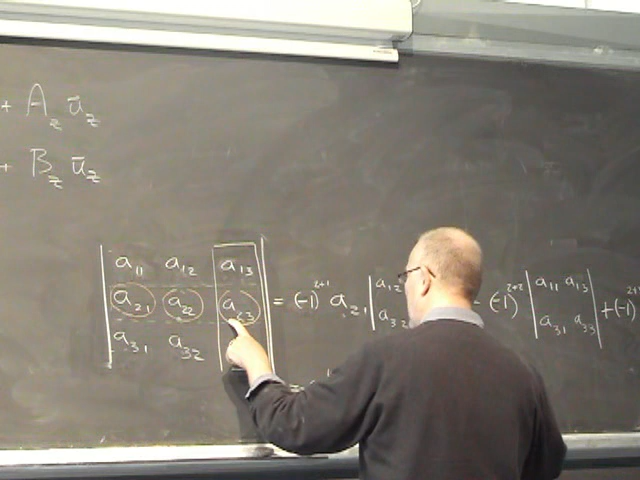 + A_z ū_z
+ B_z ū_z
a₁₁ a₁₂ a₁₃
a₂₁ a₂₂ a₂₃ = (-1)²⁺¹ a₂₁ | a₁₂ (-1)²⁺² | a₁₁ a₁₃ | + (-1)
a₃₁ a₃₂ a₃₂ a₃₁ a₃₃